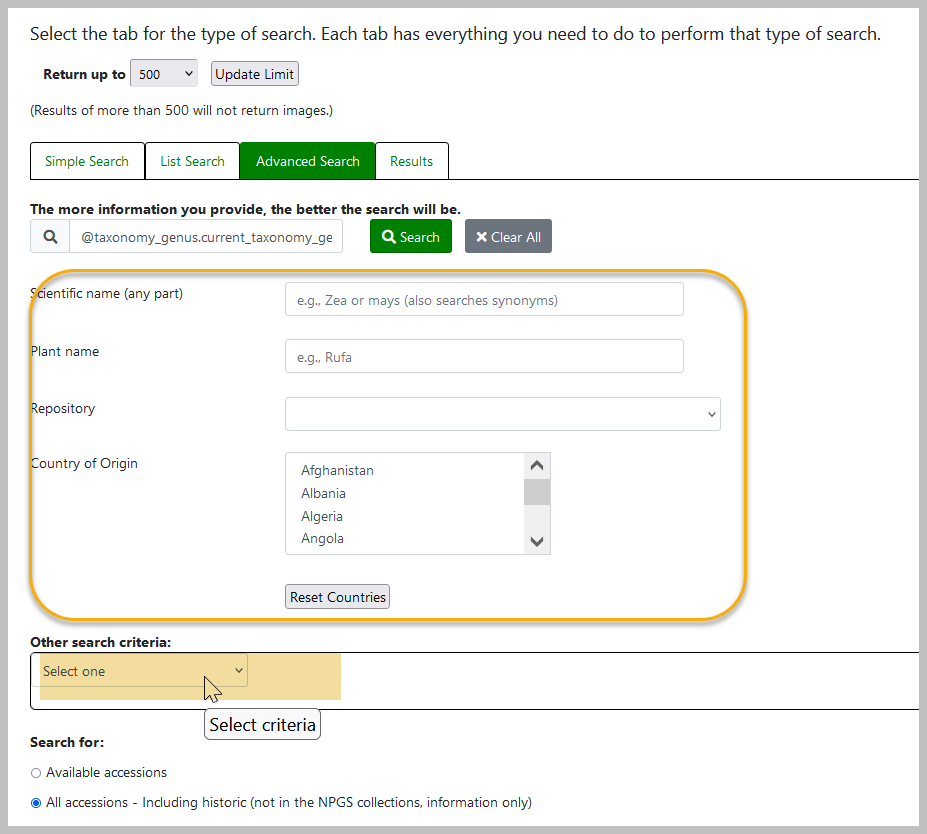 Select the tab for the type of search. Each tab has everything you need to do to perform that type of search.
Return up to 500 Update Limit
(Results of more than 500 will not return images.)
Simple Search List Search Advanced Search Results
The more information you provide, the better the search will be.
@taxonomy_genus.current_taxonomy_ge Search Clear All
Scientific name (any part) e.g., Zea or mays (also searches synonyms)
Plant name e.g., Rufa
Repository
Country of Origin Afghanistan
Albania
Algeria
Angola
Reset Countries
Other search criteria:
Select one
Select criteria
Search for:
Available accessions
All accessions - Including historic (not in the NPGS collections, information only)